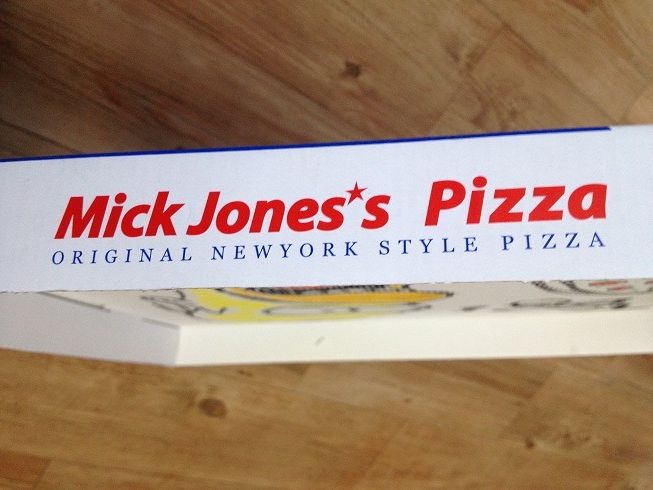 Mick Jones★s Pizza
ORIGINAL NEWYORK STYLE PIZZA